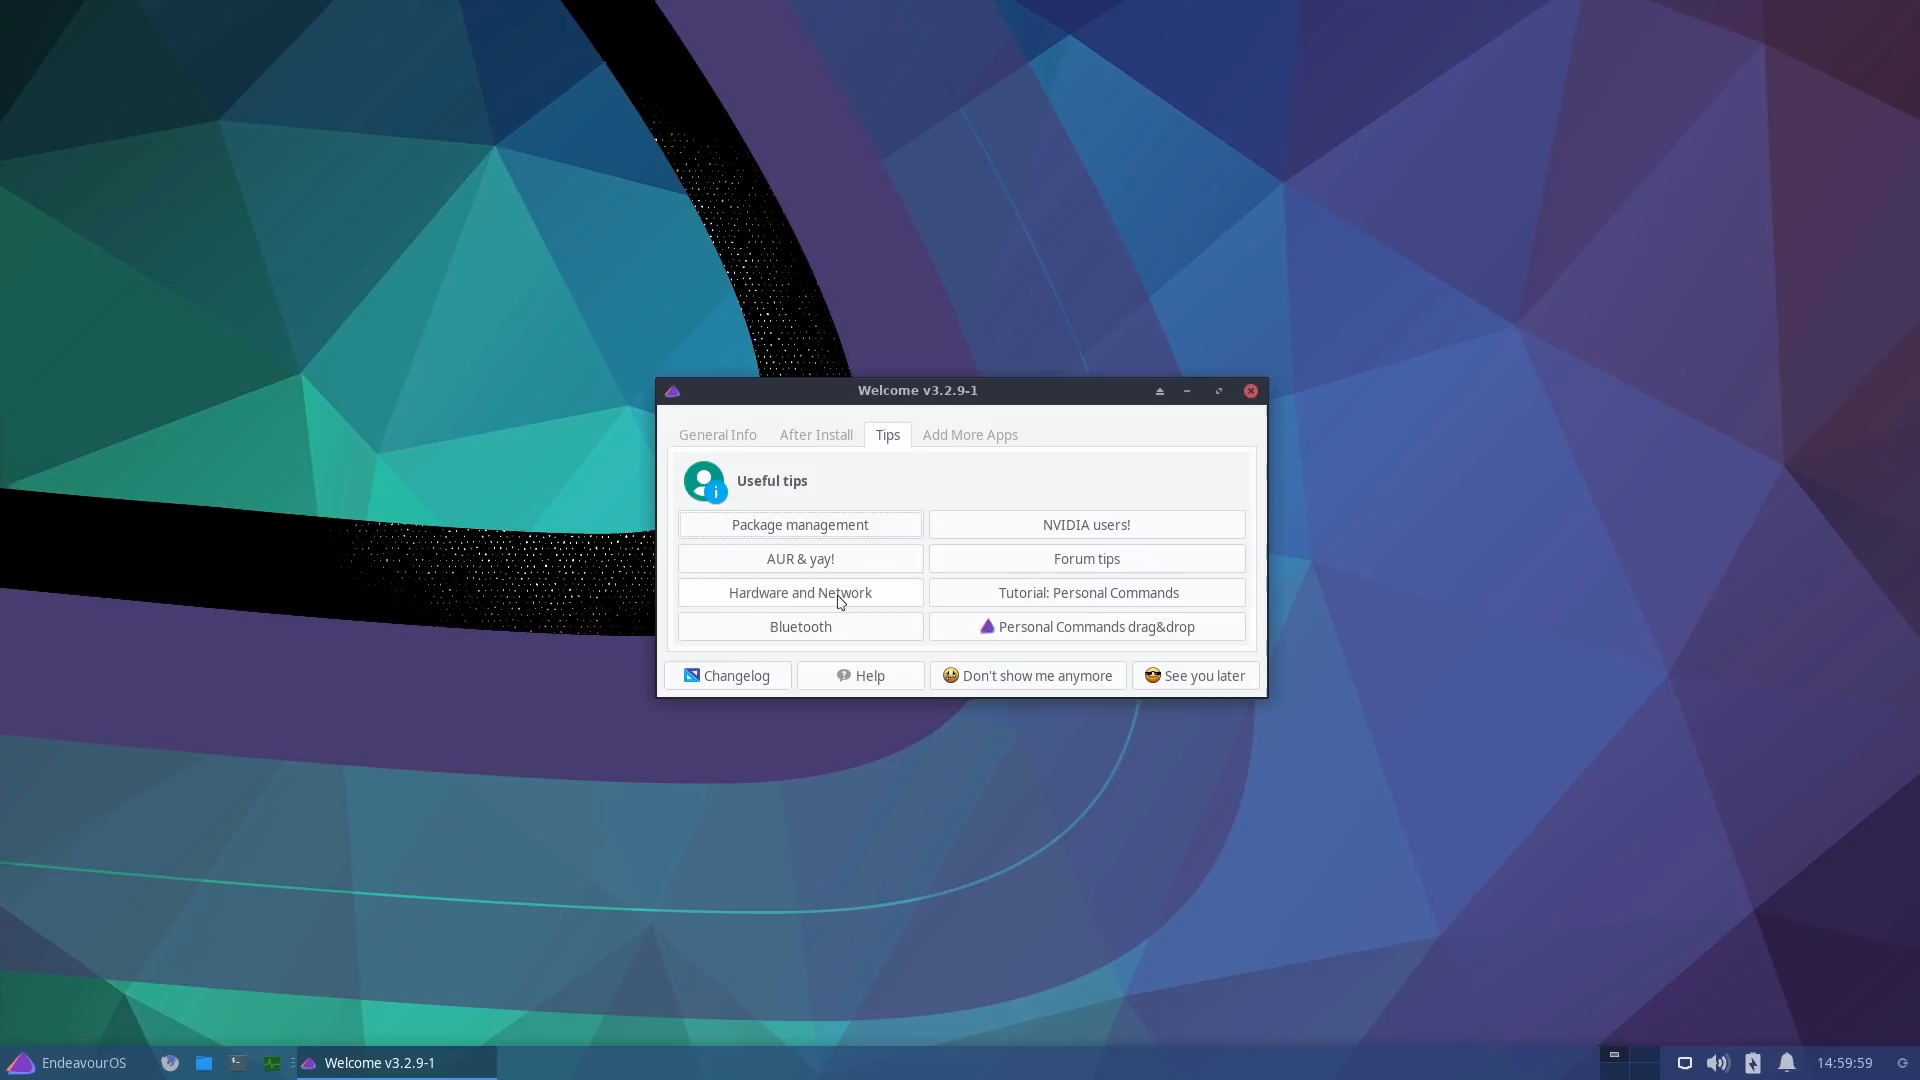 Welcome v3.2.9-1
General Info After Install Tips Add More Apps
Useful tips
Package management NVIDIA users!
AUR & yay! Forum tips
Hardware and Network Tutorial: Personal Commands
Bluetooth Personal Commands drag&drop
Changelog Help Don't show me anymore See you later
EndeavourOS Welcome v3.2.9-1 14:59:59